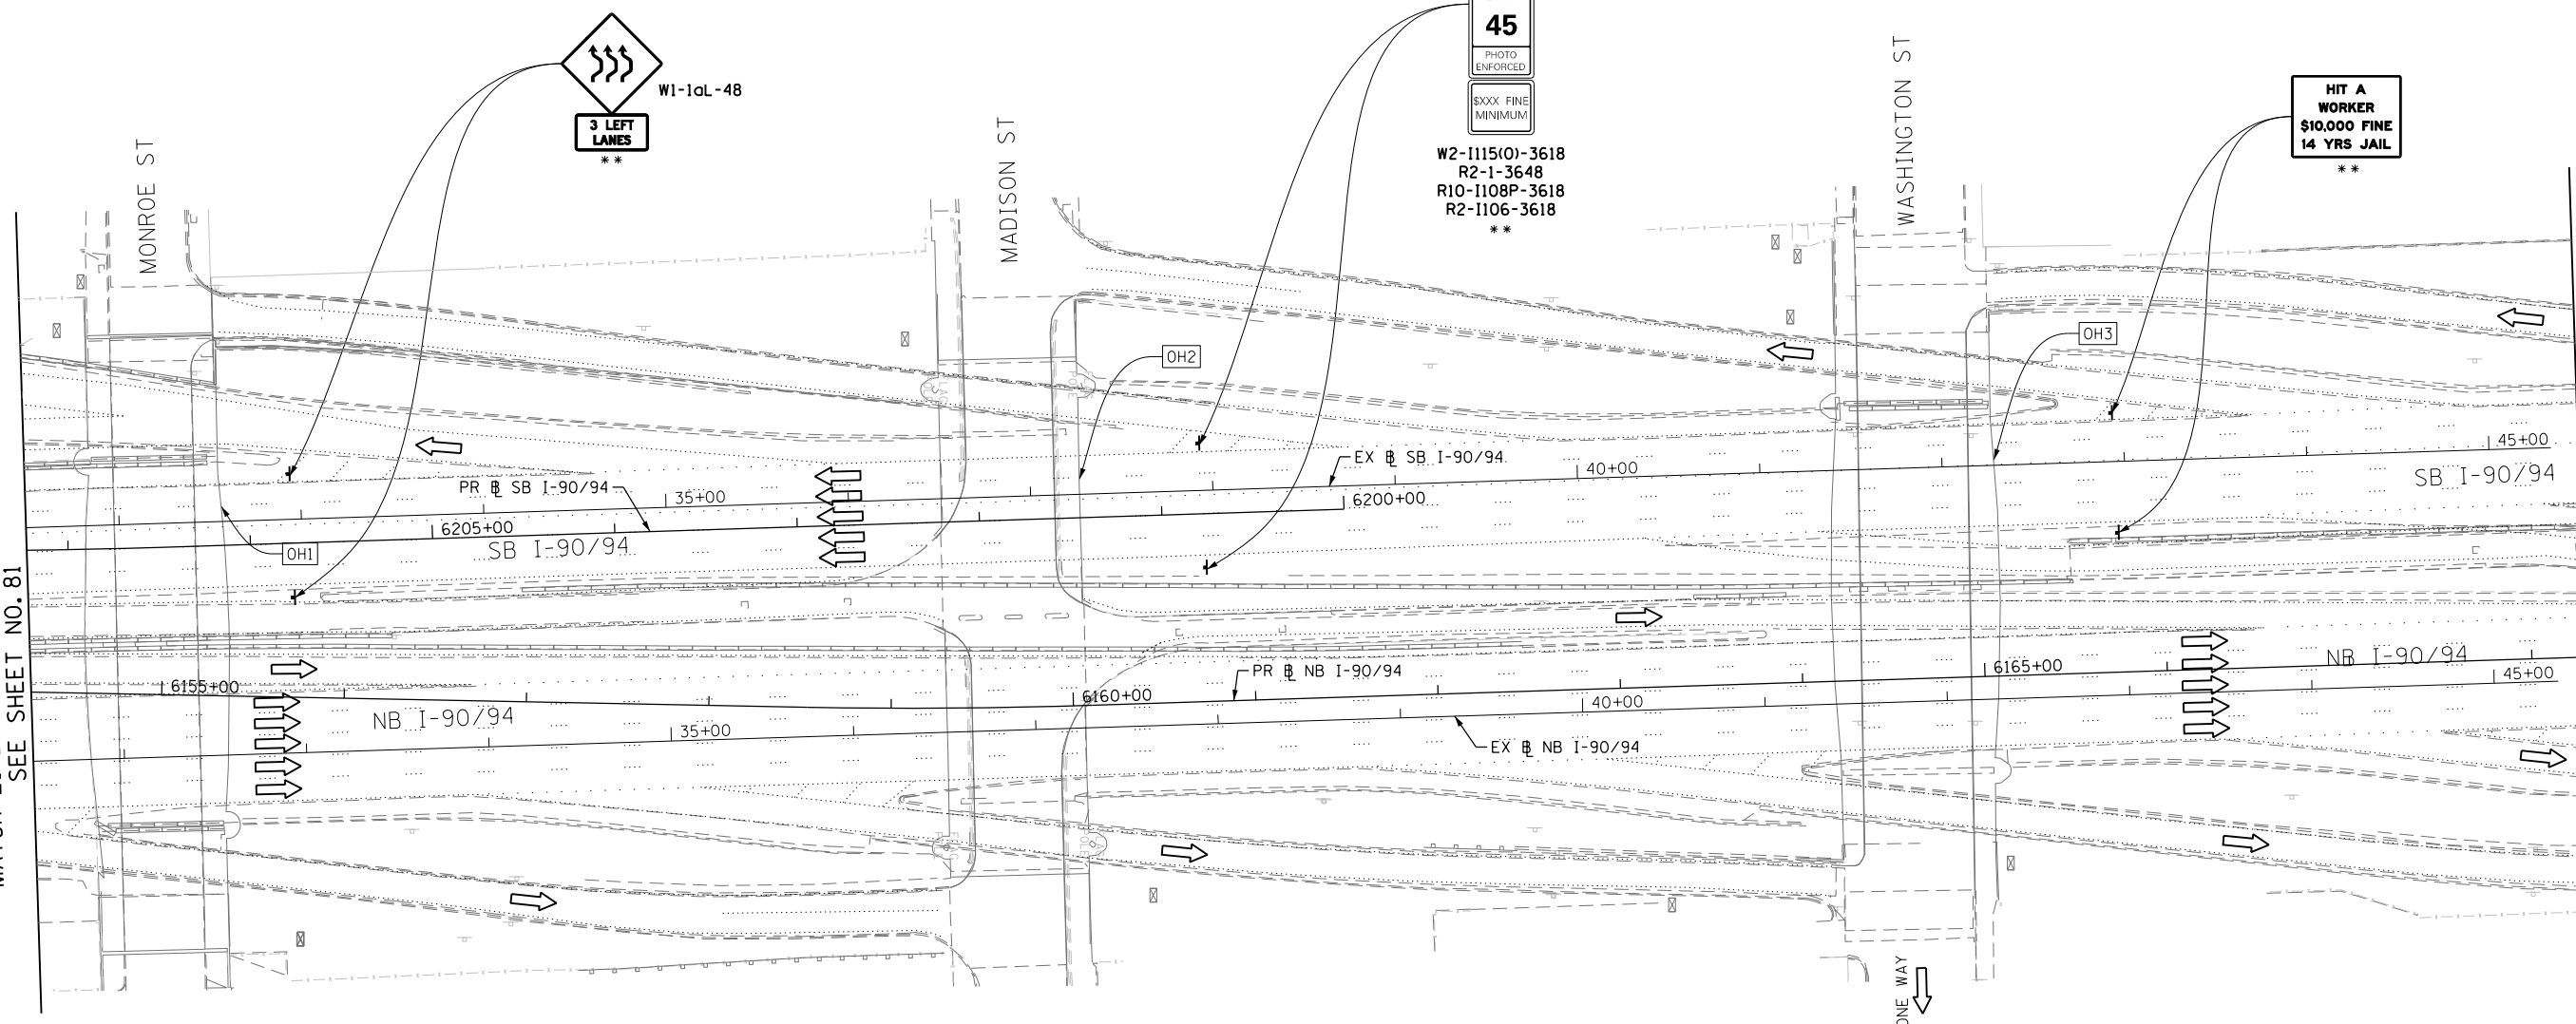 W1-1aL-48
3 LEFT
LANES
**
45
PHOTO
ENFORCED
$XXX FINE
MINIMUM
W2-I115(O)-3618
R2-1-3648
R10-I108P-3618
R2-I106-3618
**
HIT A
WORKER
$10,000 FINE
14 YRS JAIL
**
MONROE ST
MADISON ST
WASHINGTON ST
OH1
OH2
OH3
EX BL SB I-90/94
40+00
45+00
SB I-90/94
PR BL SB I-90/94
35+00
6200+00
6205+00
SB I-90/94
SEE SHEET NO. 81
6155+00
NB I-90/94
35+00
6160+00
PR BL NB I-90/94
40+00
EX BL NB I-90/94
6165+00
NB I-90/94
45+00
ONE WAY